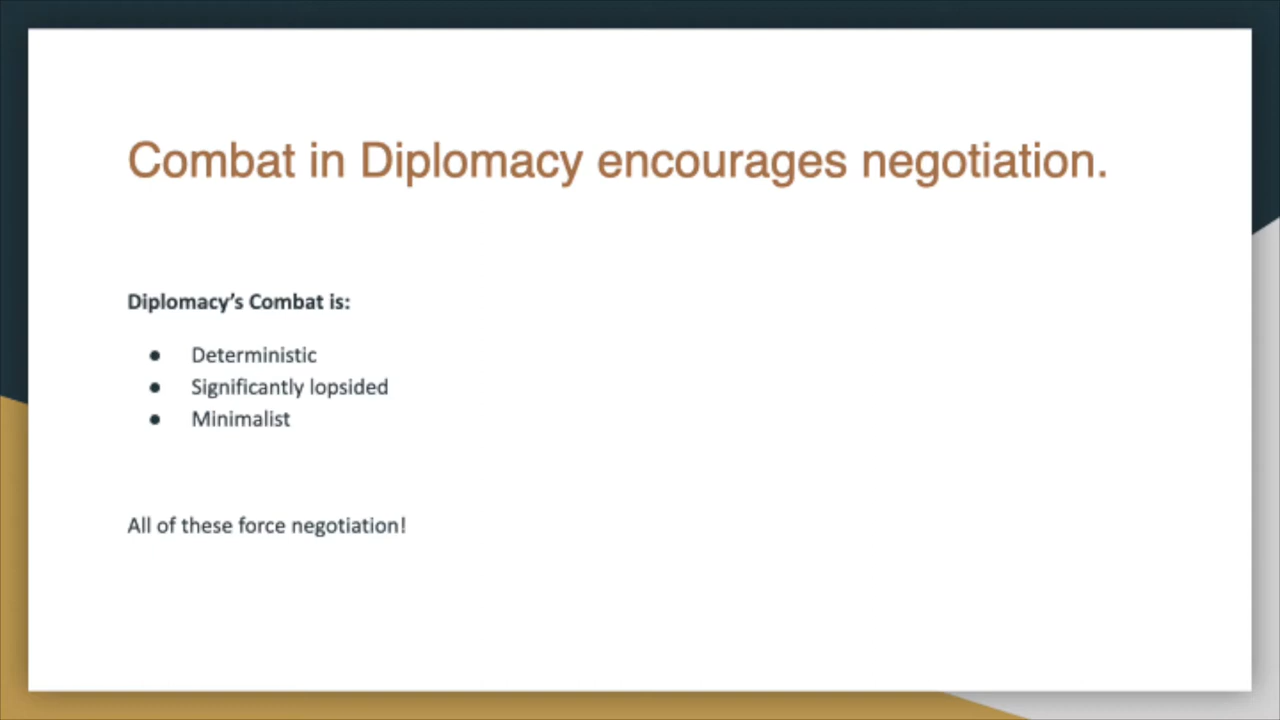 Combat in Diplomacy encourages negotiation.
Diplomacy’s Combat is:
● Deterministic
● Significantly lopsided
● Minimalist
All of these force negotiation!